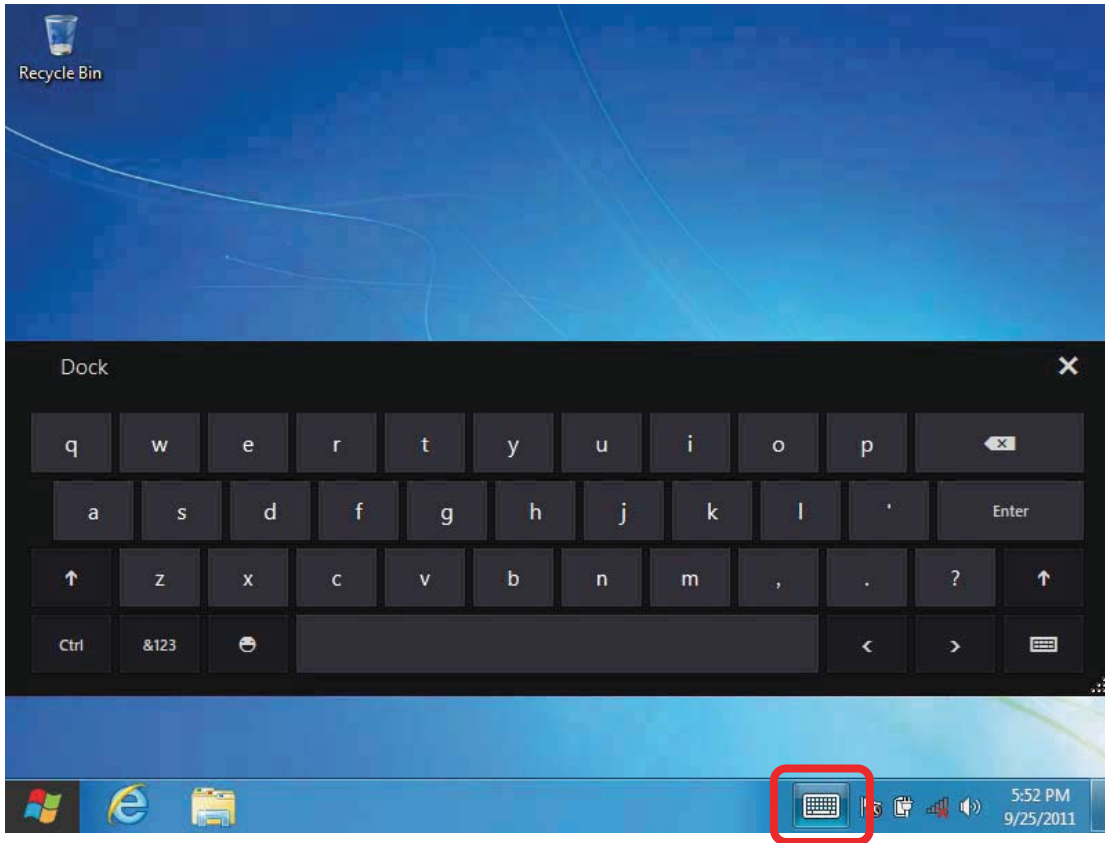 Recycle Bin
Dock
q w e r t y u i o p
a s d f g h j k l ' Enter
z x c v b n m , . ?
Ctrl &123 < >
5:52 PM
9/25/2011